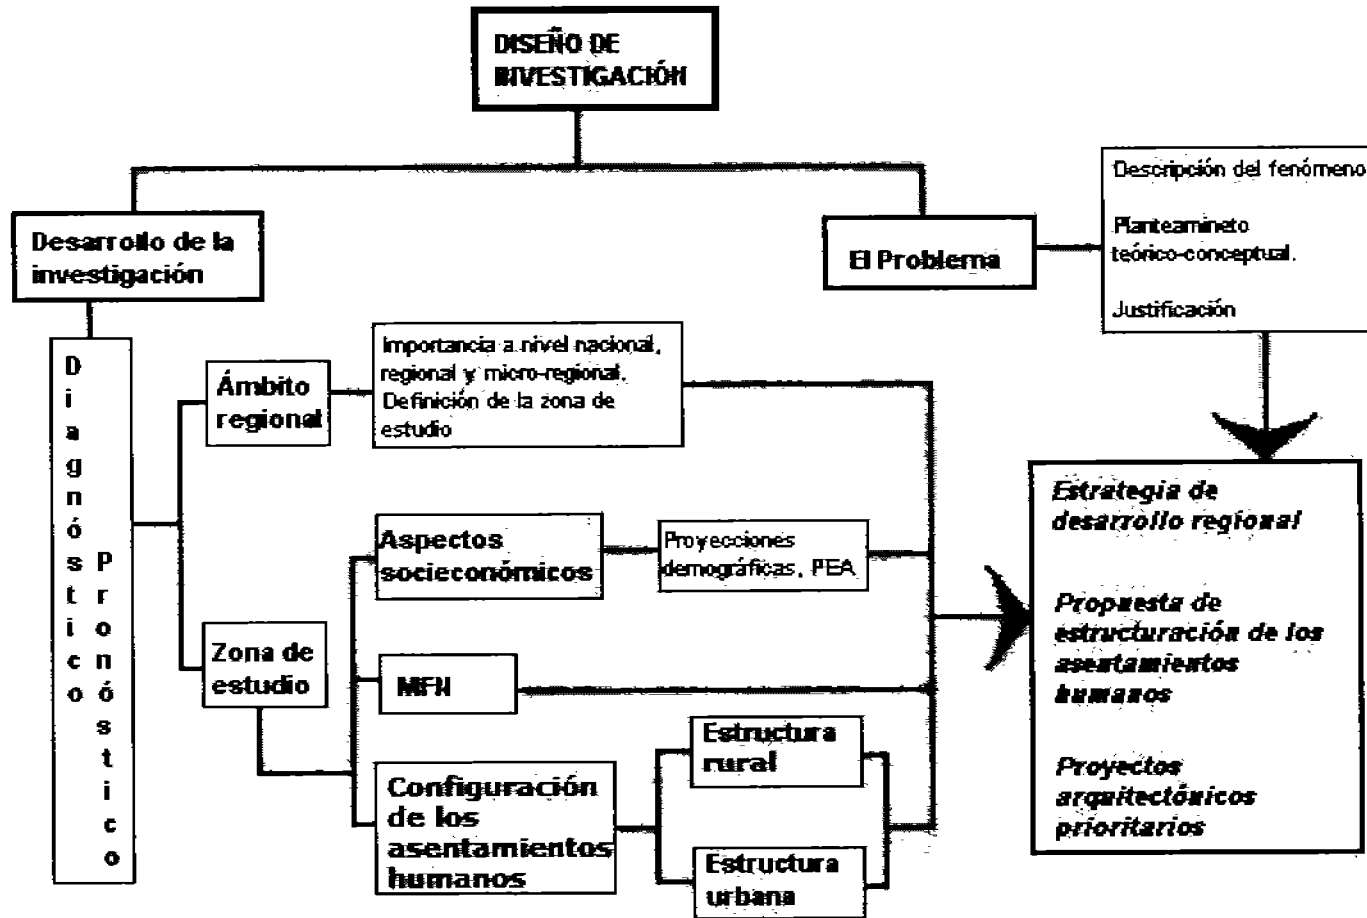 DISEÑO DE
INVESTIGACIÓN
Desarrollo de la
investigación
El Problema
Descripción del fenómeno
Planteamineto
teórico-conceptual.
Justificación
Diagnóstico
Pronóstico
Ámbito
regional
Importancia a nivel nacional,
regional y micro-regional.
Definición de la zona de
estudio
Zona de
estudio
Aspectos
socieconómicos
Proyecciones
demográficas, PEA
MFN
Configuración
de los
asentamientos
humanos
Estructura
rural
Estructura
urbana
Estrategia de
desarrollo regional
Propuesta de
estructuración de los
asentamientos
humanos
Proyectos
arquitectónicos
prioritarios